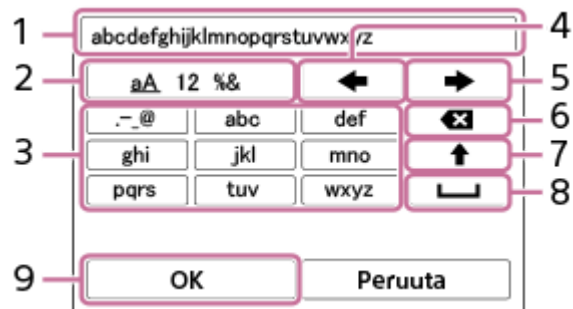 1 abcdefghijklmnopqrstuvwxyz 4
2 aA 12 %& 5
.-_@ abc def 6
3 ghi jkl mno 7
pqrs tuv wxyz 8
9 OK Peruuta